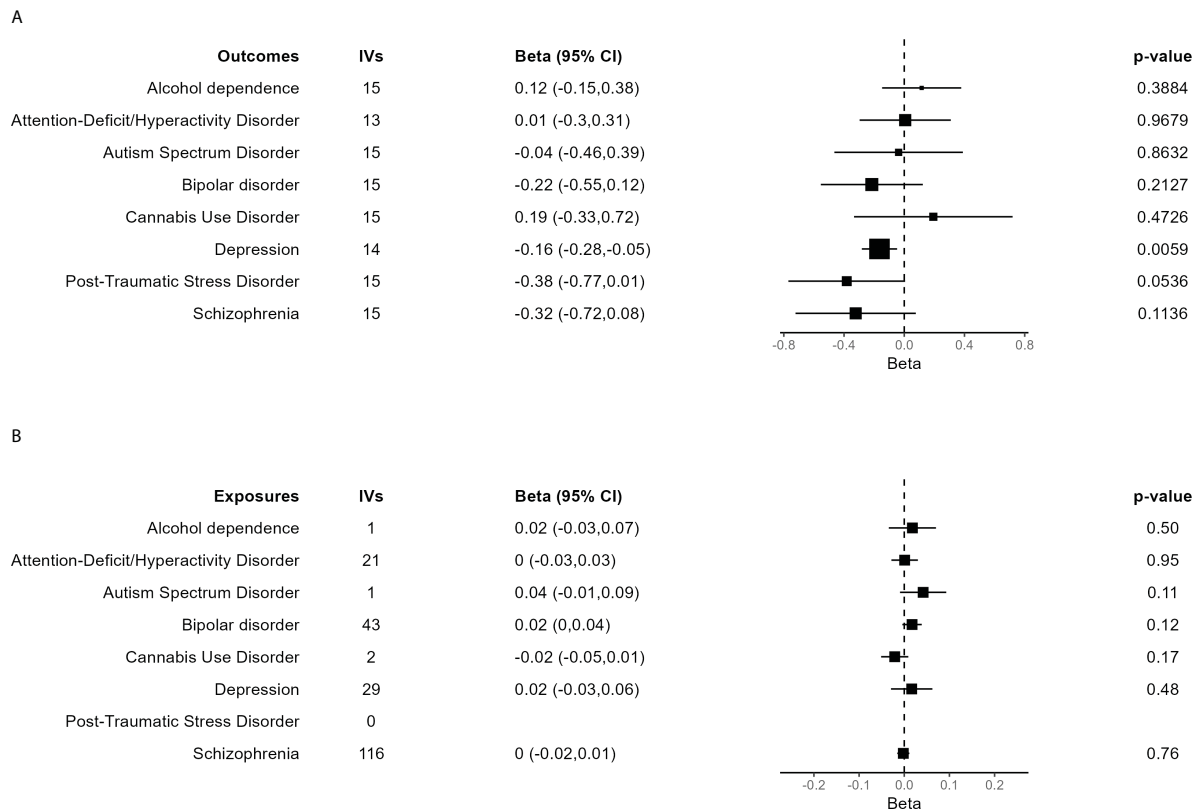 A
Outcomes IVs Beta (95% CI) p-value
Alcohol dependence 15 0.12 (-0.15,0.38) 0.3884
Attention-Deficit/Hyperactivity Disorder 13 0.01 (-0.3,0.31) 0.9679
Autism Spectrum Disorder 15 -0.04 (-0.46,0.39) 0.8632
Bipolar disorder 15 -0.22 (-0.55,0.12) 0.2127
Cannabis Use Disorder 15 0.19 (-0.33,0.72) 0.4726
Depression 14 -0.16 (-0.28,-0.05) 0.0059
Post-Traumatic Stress Disorder 15 -0.38 (-0.77,0.01) 0.0536
Schizophrenia 15 -0.32 (-0.72,0.08) 0.1136
-0.8 -0.4 0.0 0.4 0.8
Beta
B
Exposures IVs Beta (95% CI) p-value
Alcohol dependence 1 0.02 (-0.03,0.07) 0.50
Attention-Deficit/Hyperactivity Disorder 21 0 (-0.03,0.03) 0.95
Autism Spectrum Disorder 1 0.04 (-0.01,0.09) 0.11
Bipolar disorder 43 0.02 (0,0.04) 0.12
Cannabis Use Disorder 2 -0.02 (-0.05,0.01) 0.17
Depression 29 0.02 (-0.03,0.06) 0.48
Post-Traumatic Stress Disorder 0
Schizophrenia 116 0 (-0.02,0.01) 0.76
-0.2 -0.1 0.0 0.1 0.2
Beta